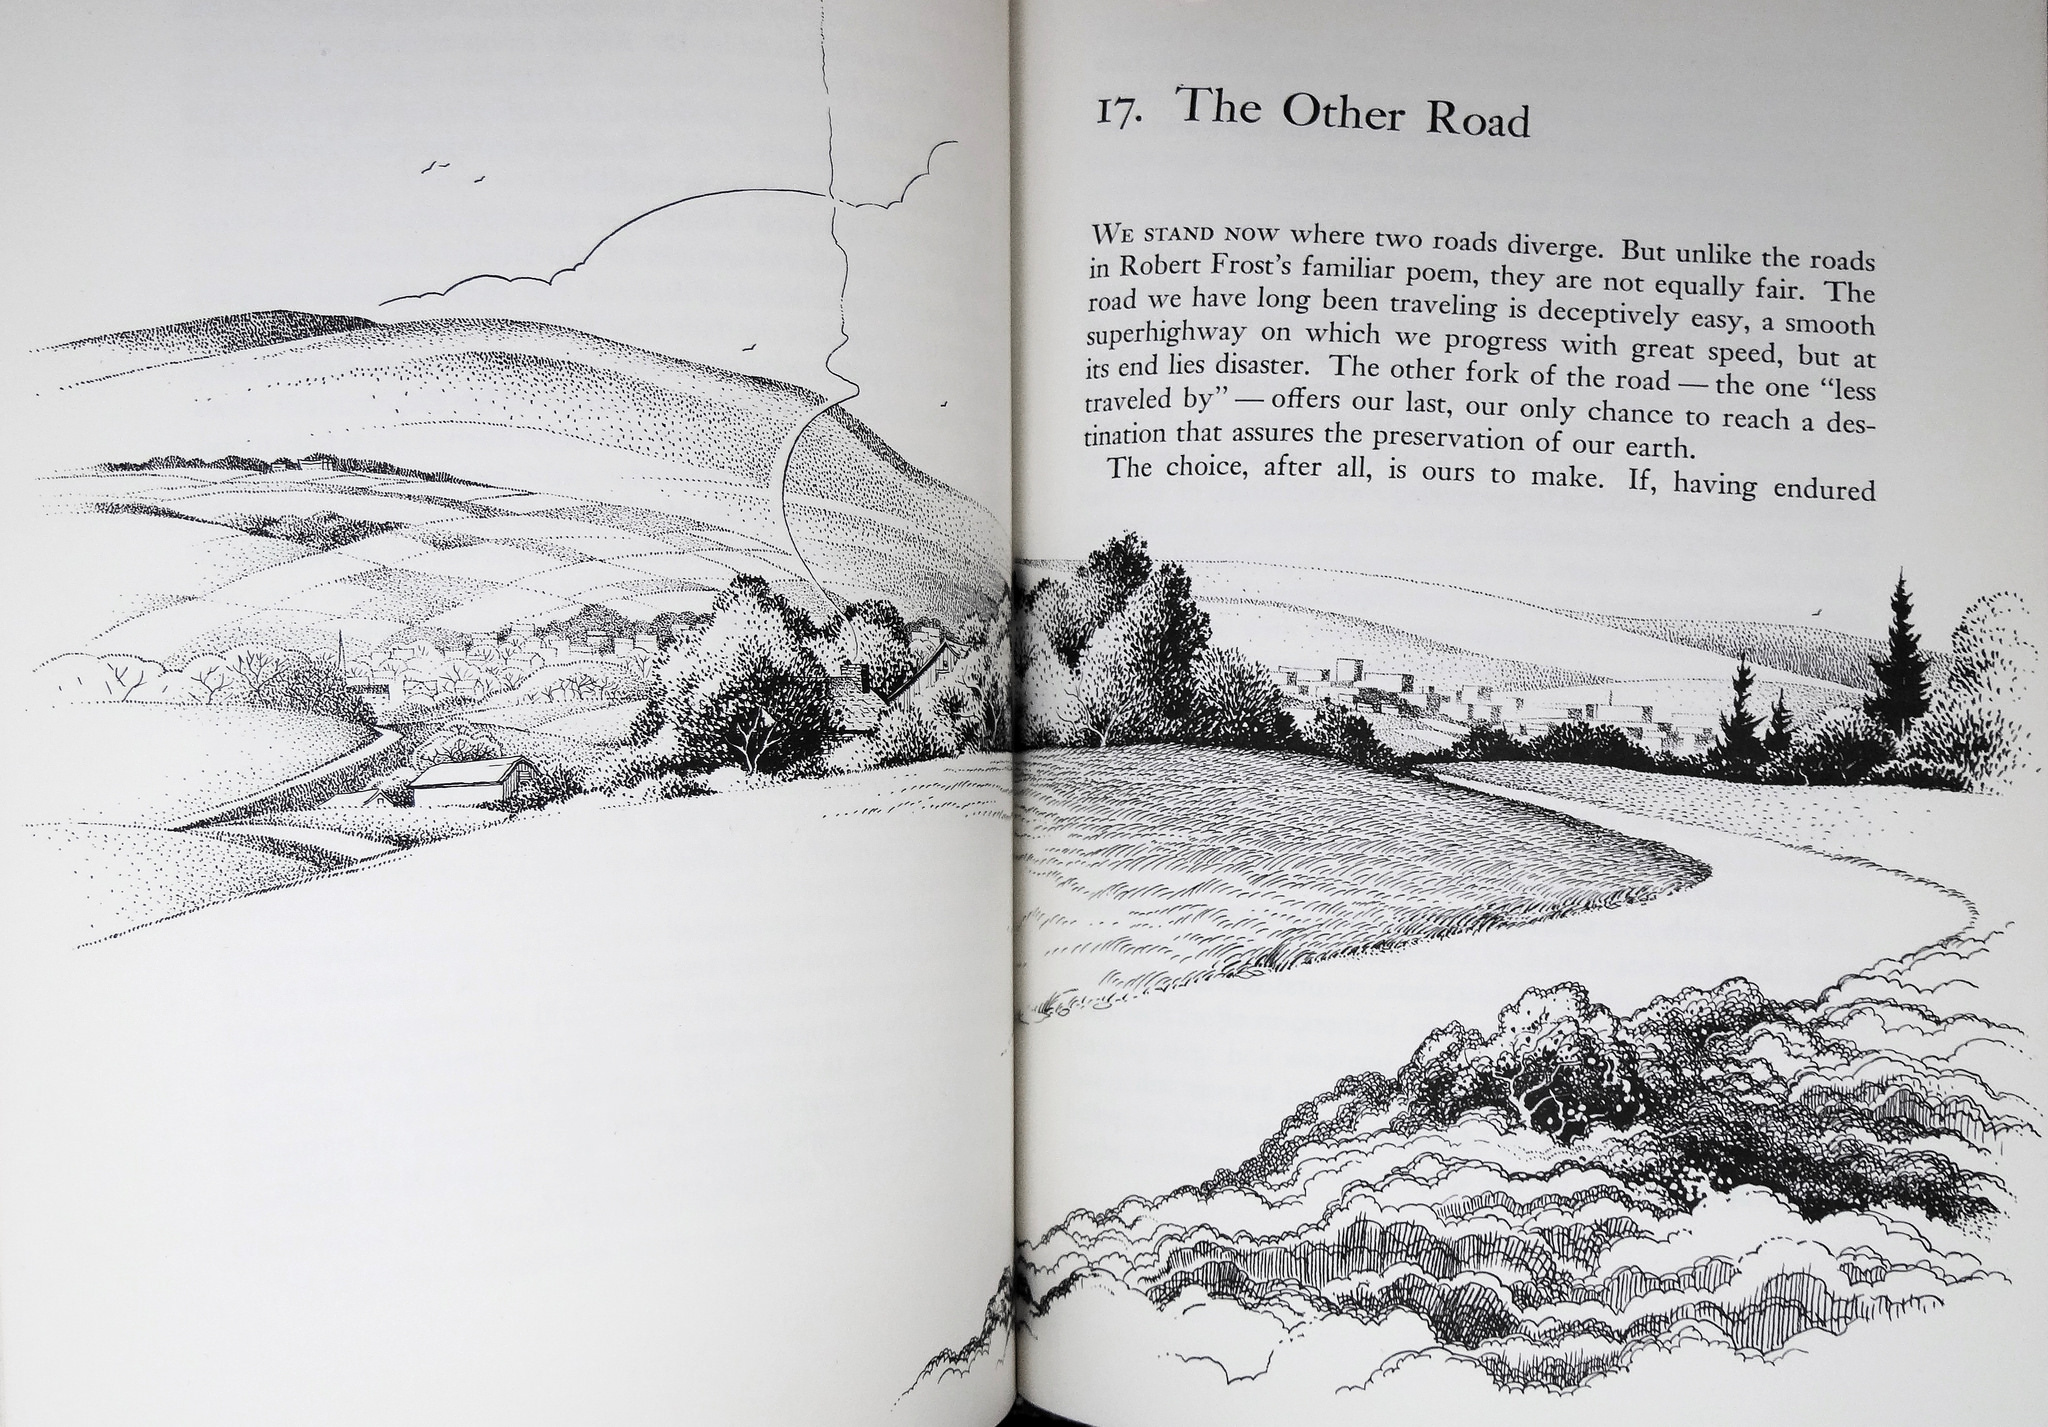 17. The Other Road
WE STAND NOW where two roads diverge. But unlike the roads
in Robert Frost's familiar poem, they are not equally fair. The
road we have long been traveling is deceptively easy, a smooth
superhighway on which we progress with great speed, but at
its end lies disaster. The other fork of the road — the one “less
traveled by” — offers our last, our only chance to reach a des-
tination that assures the preservation of our earth.
The choice, after all, is ours to make. If, having endured